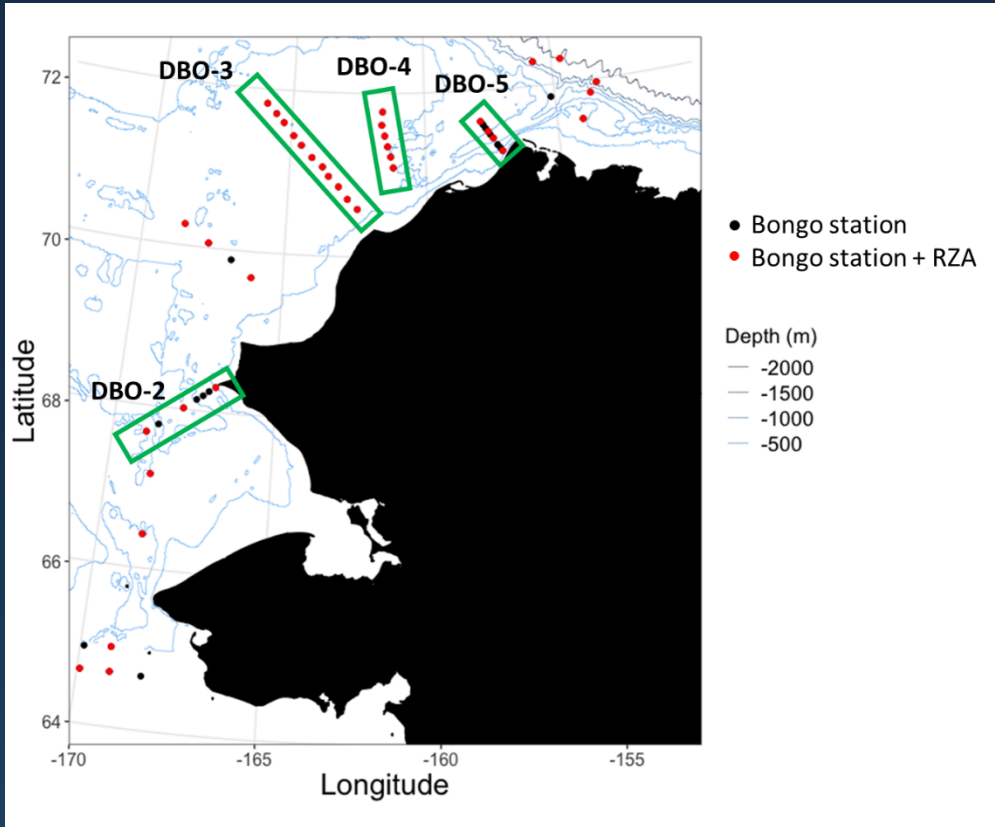 DBO-3
DBO-4
DBO-5
DBO-2
72
70
68
66
64
Latitude
-170
-165
-160
-155
Longitude
Bongo station
Bongo station + RZA
Depth (m)
-2000
-1500
-1000
-500